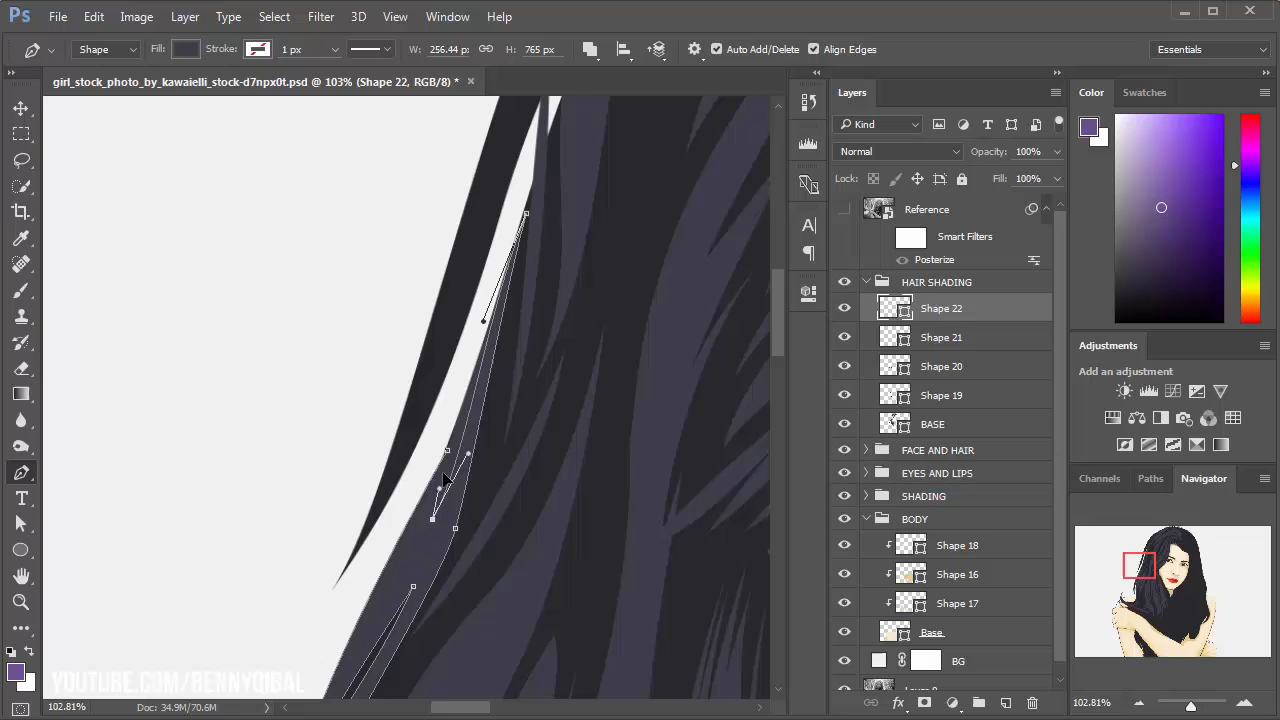 Ps File Edit Image Layer Type Select Filter 3D View Window Help
Shape Fill: Stroke: 1 px W: 256.44 p: H: 765 px Auto Add/Delete Align Edges Essentials
girl_stock_photo_by_kawaielli_stock-d7npx0t.psd @ 103% (Shape 22, RGB/8) *
Layers
Kind
Normal Opacity: 100%
Lock: Fill: 100%
Reference
Smart Filters
Posterize
HAIR SHADING
Shape 22
Shape 21
Shape 20
Shape 19
BASE
FACE AND HAIR
EYES AND LIPS
SHADING
BODY
Shape 18
Shape 16
Shape 17
Base
BG
Color Swatches
Adjustments
Add an adjustment
Channels Paths Navigator
102.81%
YOUTUBE.COM/BENNYQIBAL
102.81% Doc: 34.9M/70.6M